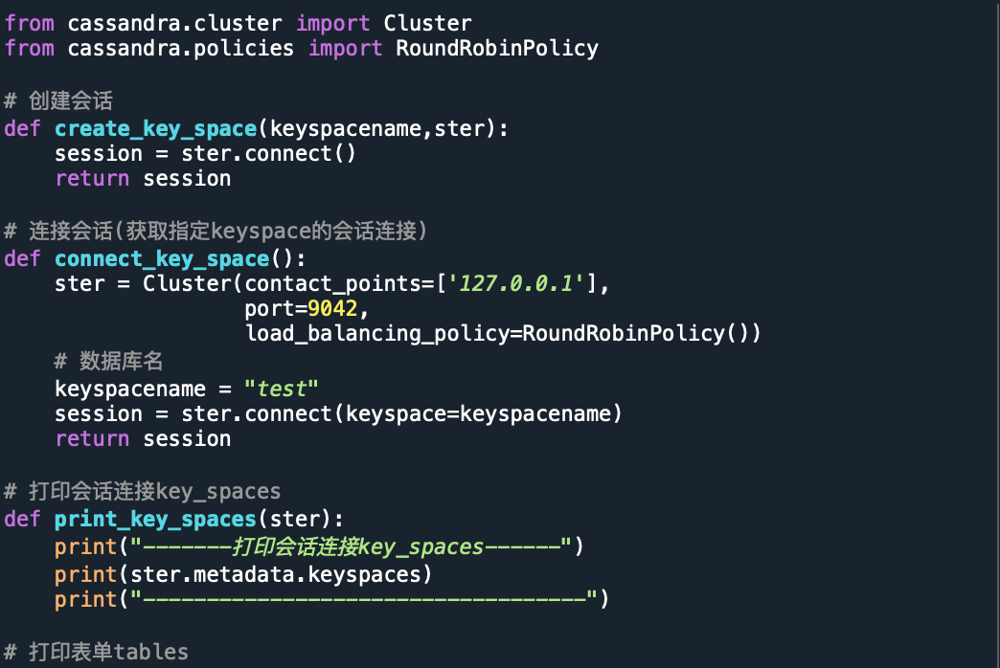 from cassandra.cluster import Cluster
from cassandra.policies import RoundRobinPolicy
# 创建会话
def create_key_space(keyspacename,ster):
    session = ster.connect()
    return session
# 连接会话(获取指定keyspace的会话连接)
def connect_key_space():
    ster = Cluster(contact_points=['127.0.0.1'],
                   port=9042,
                   load_balancing_policy=RoundRobinPolicy())
    # 数据库名
    keyspacename = "test"
    session = ster.connect(keyspace=keyspacename)
    return session
# 打印会话连接key_spaces
def print_key_spaces(ster):
    print("-------打印会话连接key_spaces------")
    print(ster.metadata.keyspaces)
    print("-----------------------------------")
# 打印表单tables